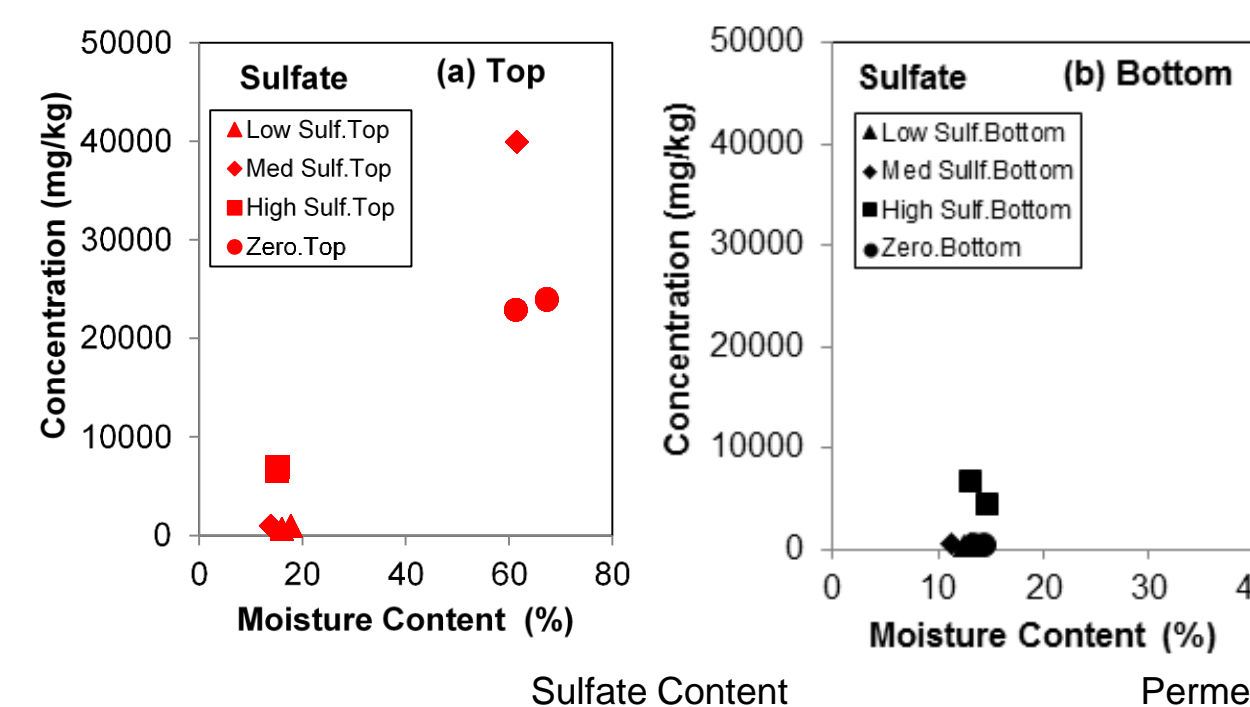 50000
40000
30000
20000
10000
0
Concentration (mg/kg)
Sulfate
(a) Top
Low Sulf.Top
Med Sulf.Top
High Sulf.Top
Zero.Top
0 20 40 60 80
Moisture Content (%)
50000
40000
30000
20000
10000
0
Concentration (mg/kg)
Sulfate
(b) Bottom
Low Sulf.Bottom
Med Sullf.Bottom
High Sulf.Bottom
Zero.Bottom
0 10 20 30 4
Moisture Content (%)
Sulfate Content
Perme